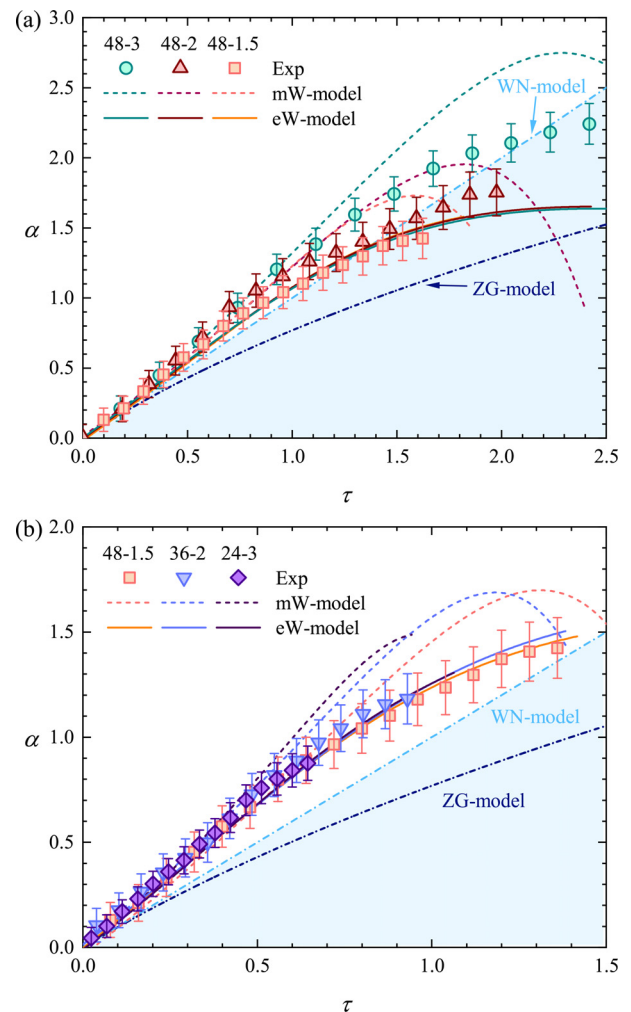 (a)
3.0
2.5
2.0
1.5
1.0
0.5
0.0
α
48-3 48-2 48-1.5
Exp
mW-model
eW-model
WN-model
ZG-model
0.0 0.5 1.0 1.5 2.0 2.5
τ
(b)
2.0
1.5
1.0
0.5
0.0
α
48-1.5 36-2 24-3
Exp
mW-model
eW-model
WN-model
ZG-model
0.0 0.5 1.0 1.5
τ